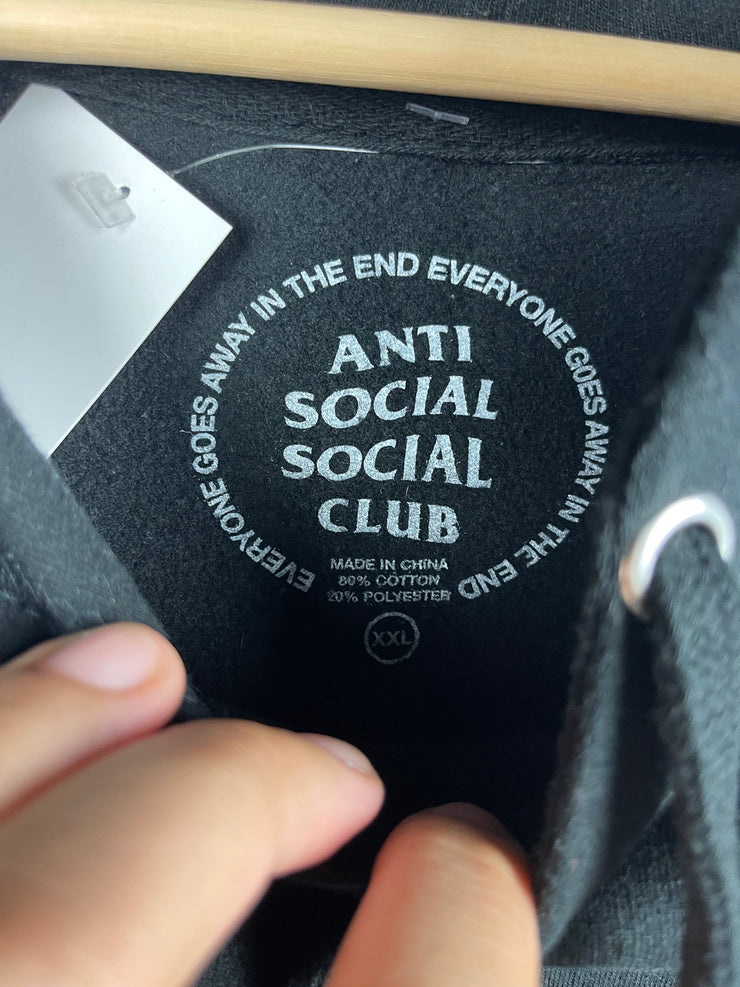 EVERYONE GOES AWAY IN THE END EVERYONE GOES AWAY IN THE END
ANTI
SOCIAL
SOCIAL
CLUB
MADE IN CHINA
80% COTTON
20% POLYESTER
XXL